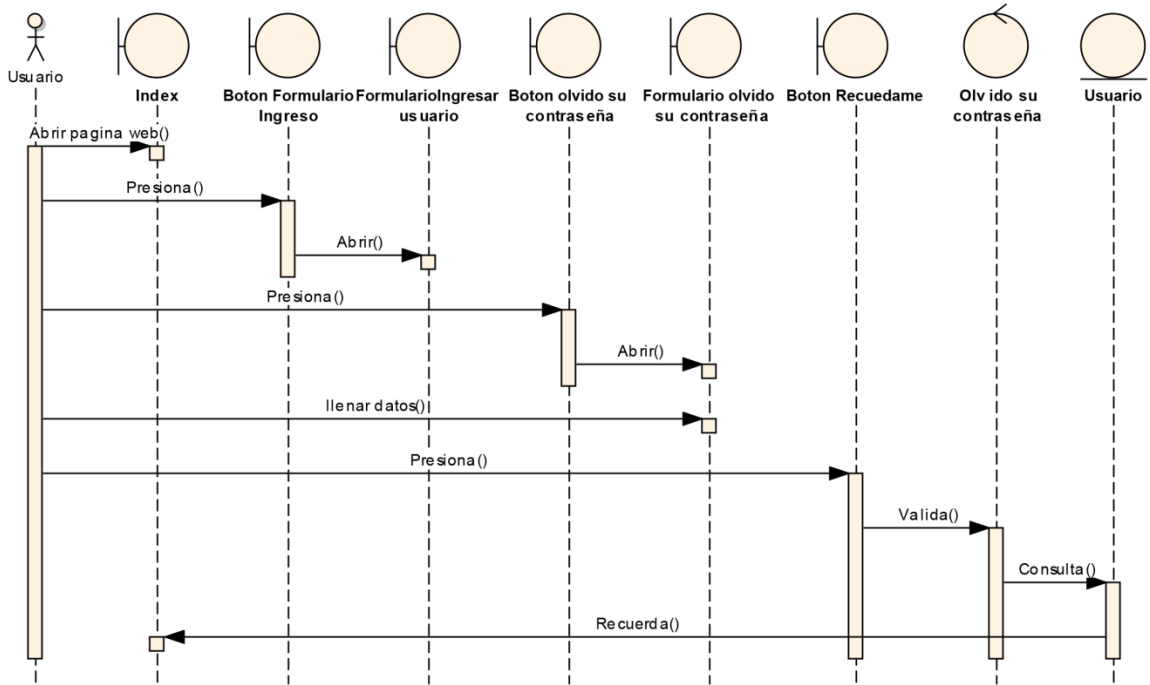 Usuario
Index
Boton Formulario
Ingreso
FormularioIngresar
usuario
Boton olvido su
contraseña
Formulario olvido
su contraseña
Boton Recuedame
Olvido su
contraseña
Usuario
Abrir pagina web()
Presiona()
Abrir()
Presiona()
Abrir()
llenar datos()
Presiona()
Valida()
Consulta()
Recuerda()